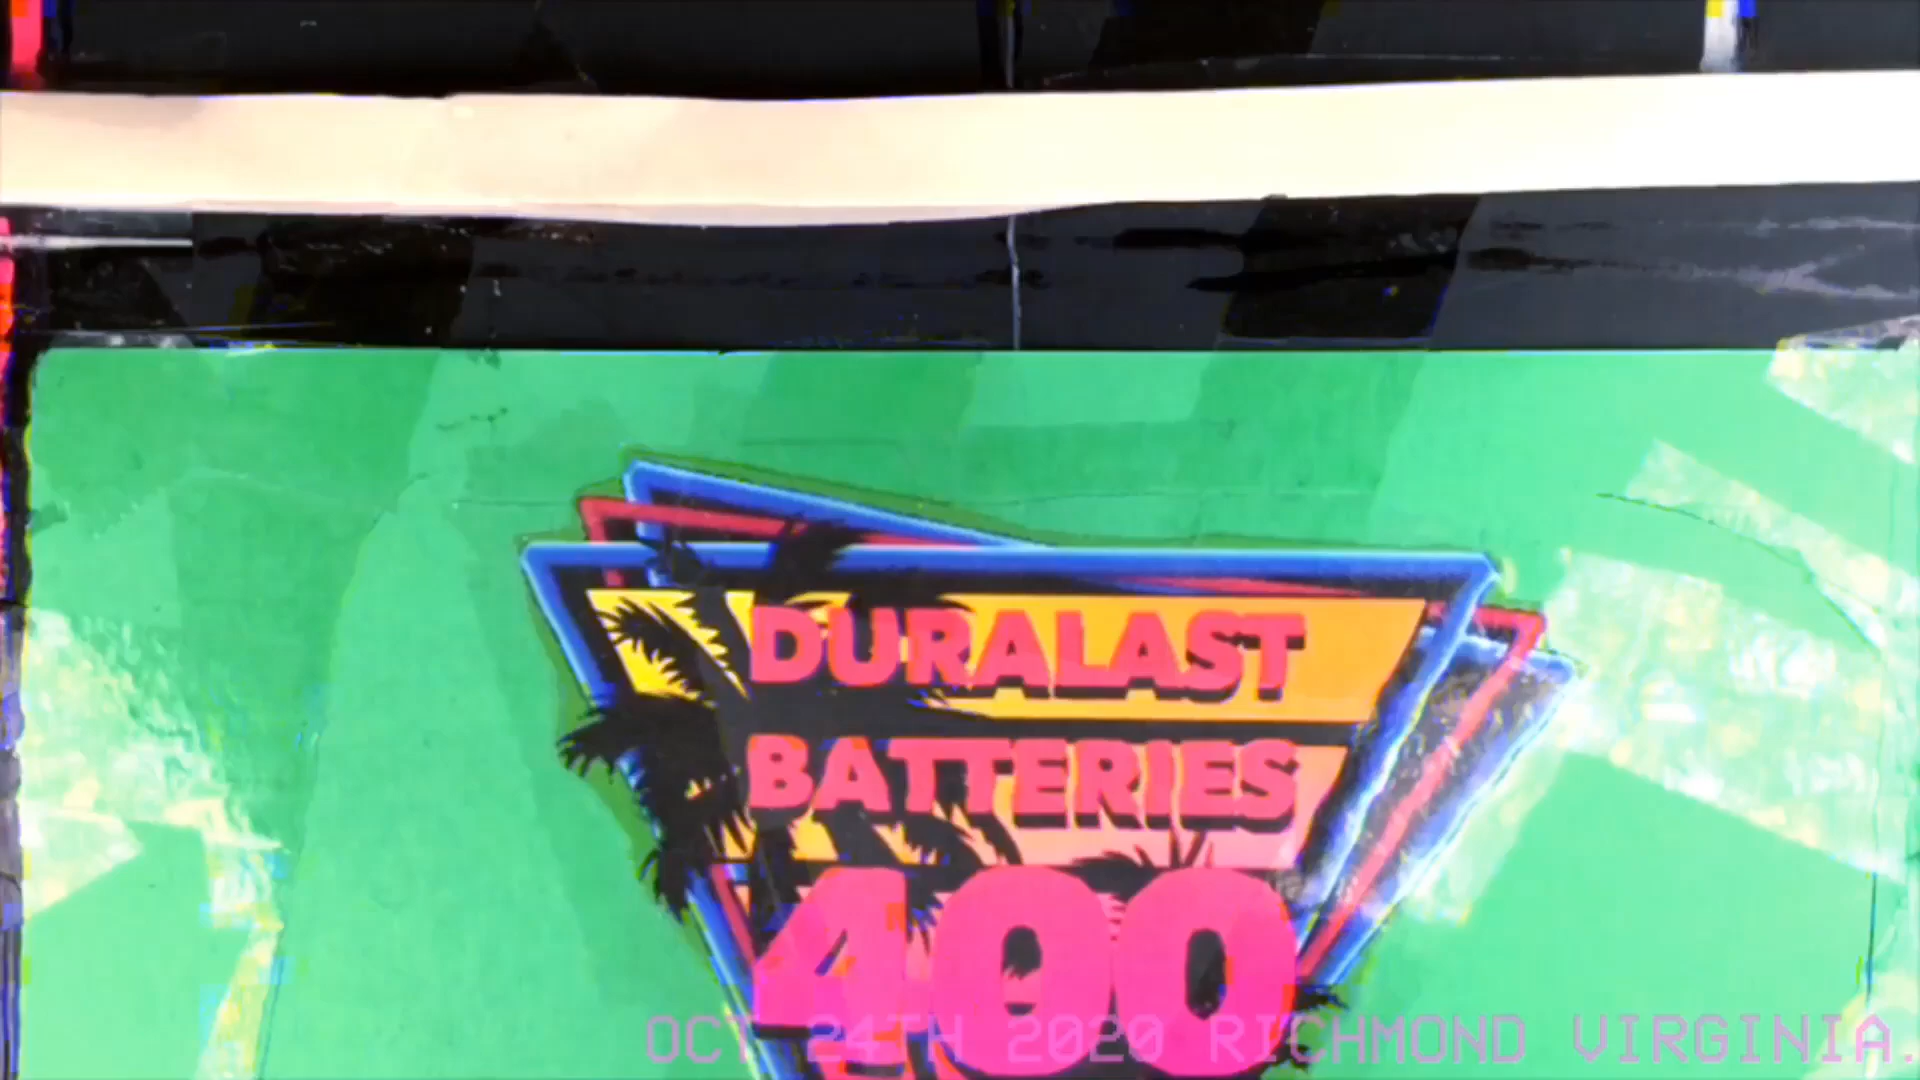 DURALAST
BATTERIES
400
OCT 24TH 2020 RICHMOND VIRGINIA.